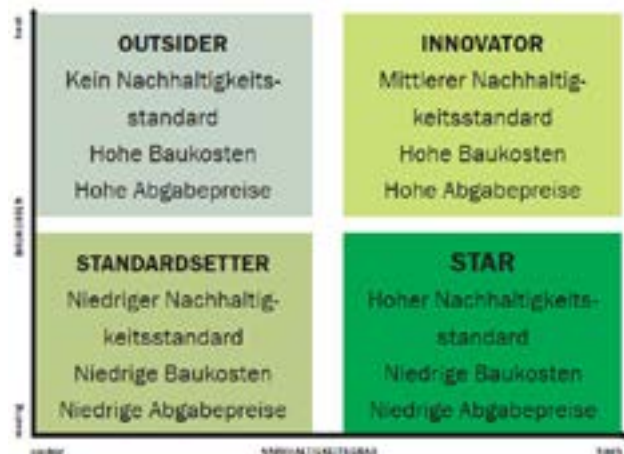 OUTSIDER
Kein Nachhaltigkeits-
standard
Hohe Baukosten
Hohe Abgabepreise
INNOVATOR
Mittlerer Nachhaltig-
keitsstandard
Hohe Baukosten
Hohe Abgabepreise
STANDARDSETTER
Niedriger Nachhaltig-
keitsstandard
Niedrige Baukosten
Niedrige Abgabepreise
STAR
Hoher Nachhaltigkeits-
standard
Niedrige Baukosten
Niedrige Abgabepreise